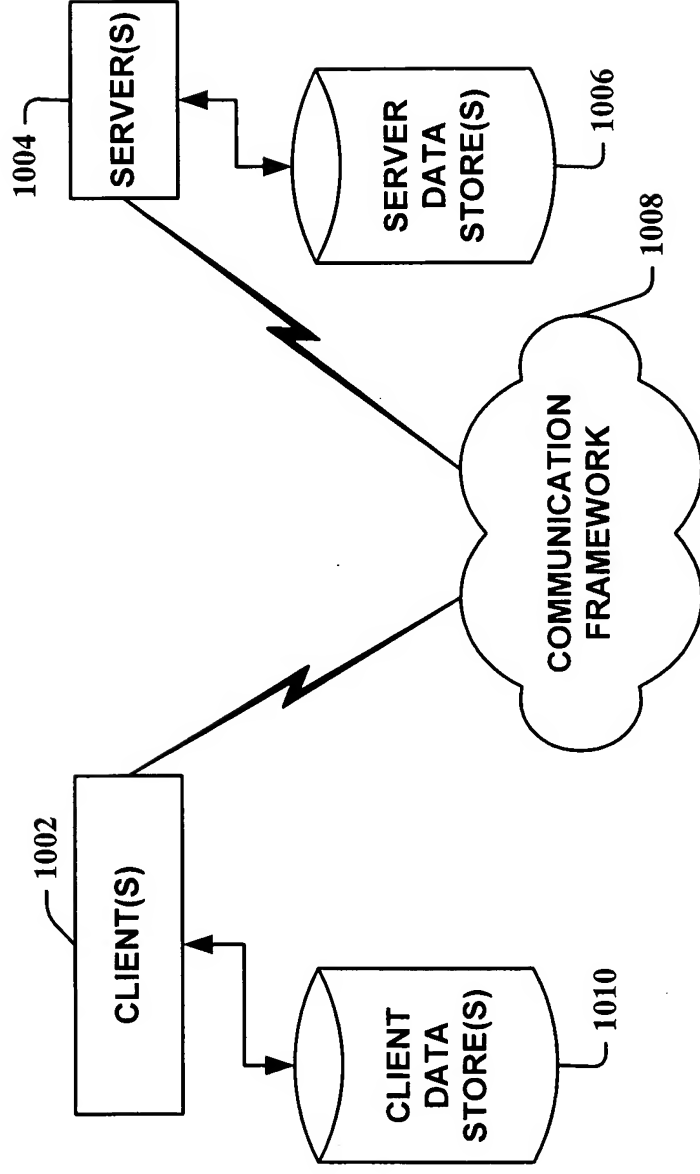 1002
CLIENT(S)
1004
SERVER(S)
CLIENT
DATA
STORE(S)
1010
SERVER
DATA
STORE(S)
1006
COMMUNICATION
FRAMEWORK
1008